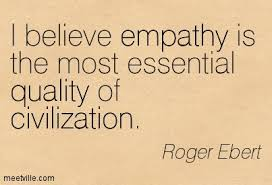 I believe empathy is
the most essential
quality of
civilization.
Roger Ebert
meetville.com